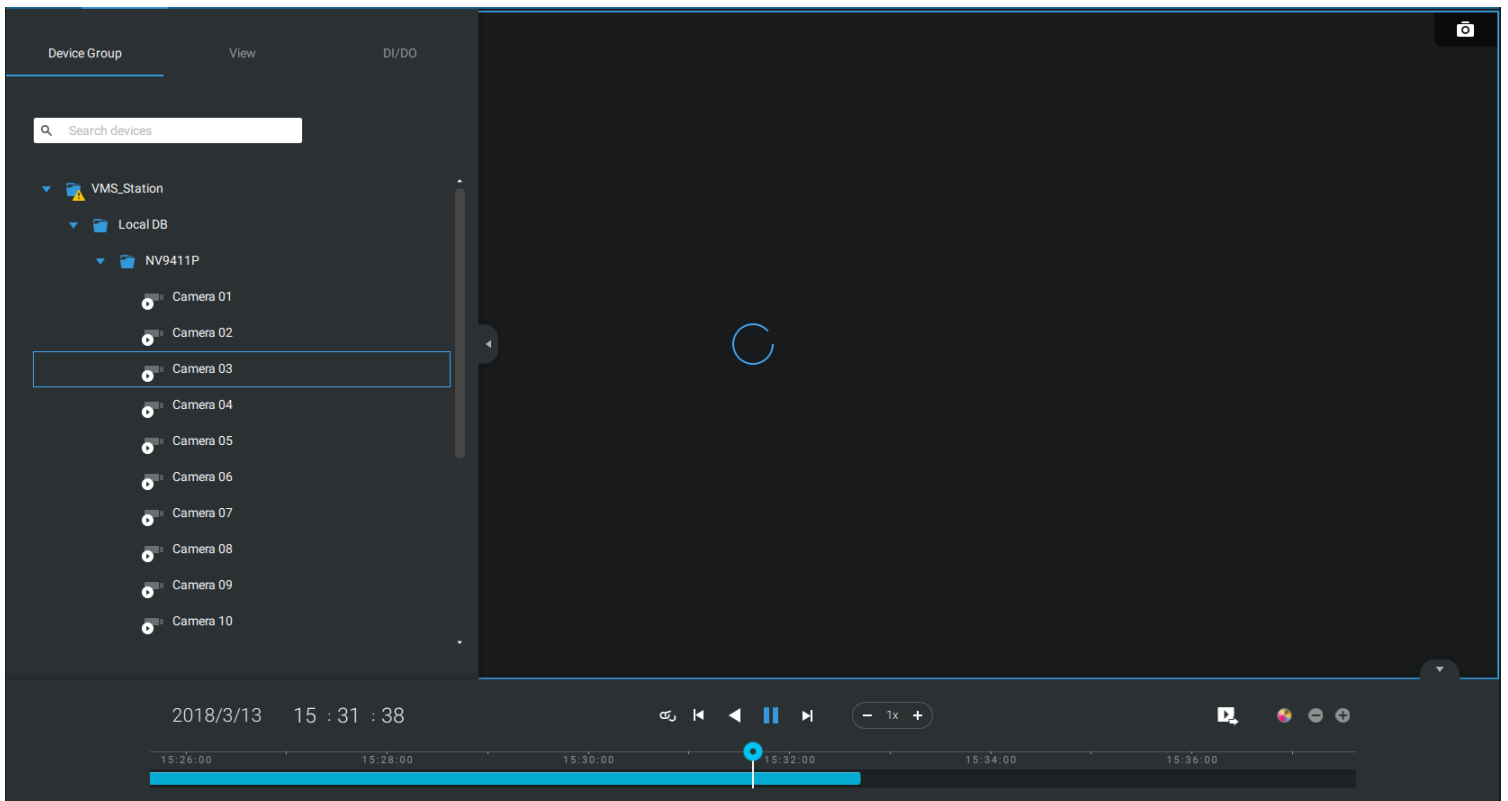 Device Group View DI/DO
Search devices
VMS_Station
Local DB
NV9411P
Camera 01
Camera 02
Camera 03
Camera 04
Camera 05
Camera 06
Camera 07
Camera 08
Camera 09
Camera 10
2018/3/13 15 : 31 : 38 1x
15:26:00 15:28:00 15:30:00 15:32:00 15:34:00 15:36:00